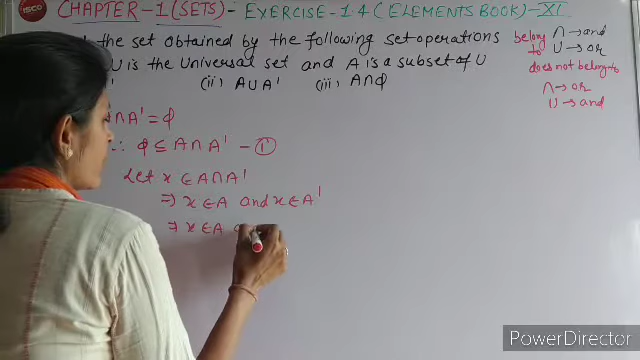 CHAPTER-1(SETS)- EXERCISE-1.4(ELEMENTS BOOK)-XI
the set obtained by the following set operations
U is the Universal set and A is a subset of U
' (ii) A∪A' (iii) A∩ϕ
belong to
∩→and
∪→or
does not belong to
∩→or
∪→and
∩A'=ϕ
∴ ϕ⊆A∩A' -①
Let x∈A∩A'
⇒ x∈A and x∈A'
⇒ x∈A
PowerDirector